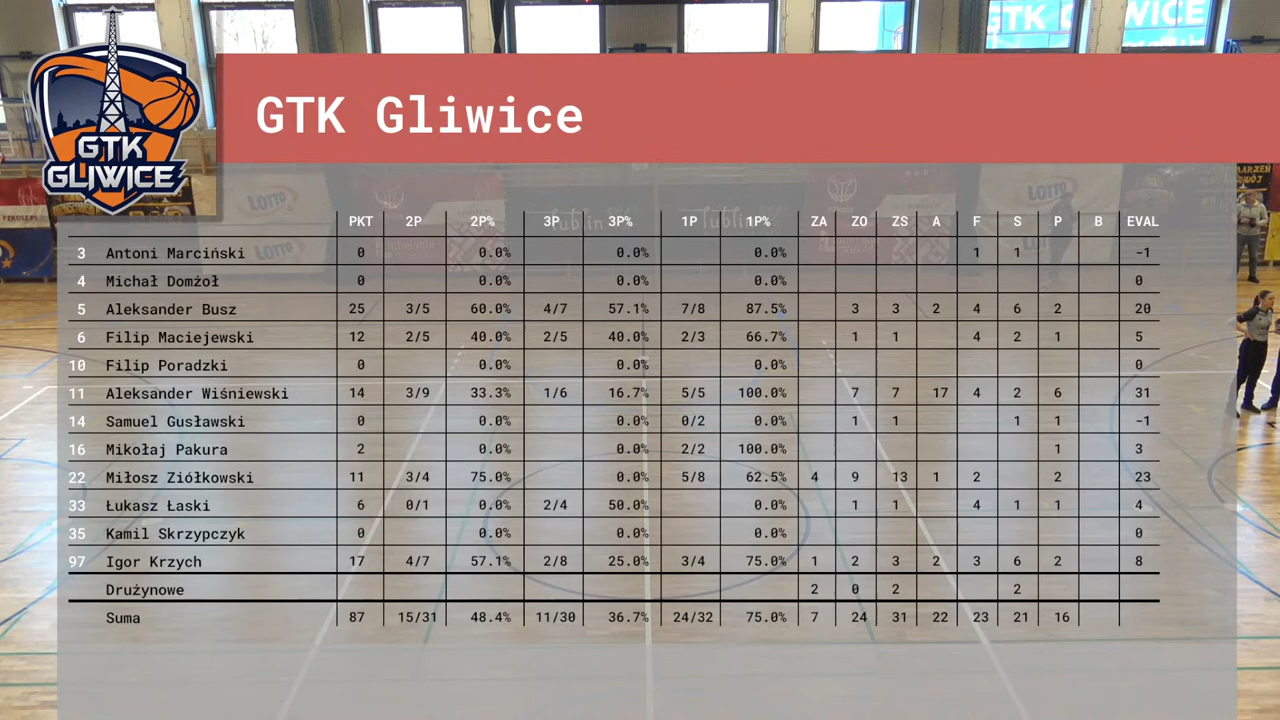 GTK GLIWICE
GTK
GLIWICE
GTK Gliwice
PZKOSZ.PL
LOTTO
LOTTO
LOTTO
LOTTO
lublin
lublin
PKT 2P 2P% 3P 3P% 1P 1P% ZA ZO ZS A F S P B EVAL
3 Antoni Marciński 0 0.0% 0.0% 0.0% 1 1 -1
4 Michał Domżoł 0 0.0% 0.0% 0.0% 0
5 Aleksander Busz 25 3/5 60.0% 4/7 57.1% 7/8 87.5% 3 3 2 4 6 2 20
6 Filip Maciejewski 12 2/5 40.0% 2/5 40.0% 2/3 66.7% 1 1 4 2 1 5
10 Filip Poradzki 0 0.0% 0.0% 0.0% 0
11 Aleksander Wiśniewski 14 3/9 33.3% 1/6 16.7% 5/5 100.0% 7 7 17 4 2 6 31
14 Samuel Gusławski 0 0.0% 0.0% 0/2 0.0% 1 1 1 1 -1
16 Mikołaj Pakura 2 0.0% 0.0% 2/2 100.0% 1 3
22 Miłosz Ziółkowski 11 3/4 75.0% 0.0% 5/8 62.5% 4 9 13 1 2 2 23
33 Łukasz Łaski 6 0/1 0.0% 2/4 50.0% 0.0% 1 1 4 1 1 4
35 Kamil Skrzypczyk 0 0.0% 0.0% 0.0% 0
97 Igor Krzych 17 4/7 57.1% 2/8 25.0% 3/4 75.0% 1 2 3 2 3 6 2 8
Drużynowe 2 0 2 2
Suma 87 15/31 48.4% 11/30 36.7% 24/32 75.0% 7 24 31 22 23 21 16